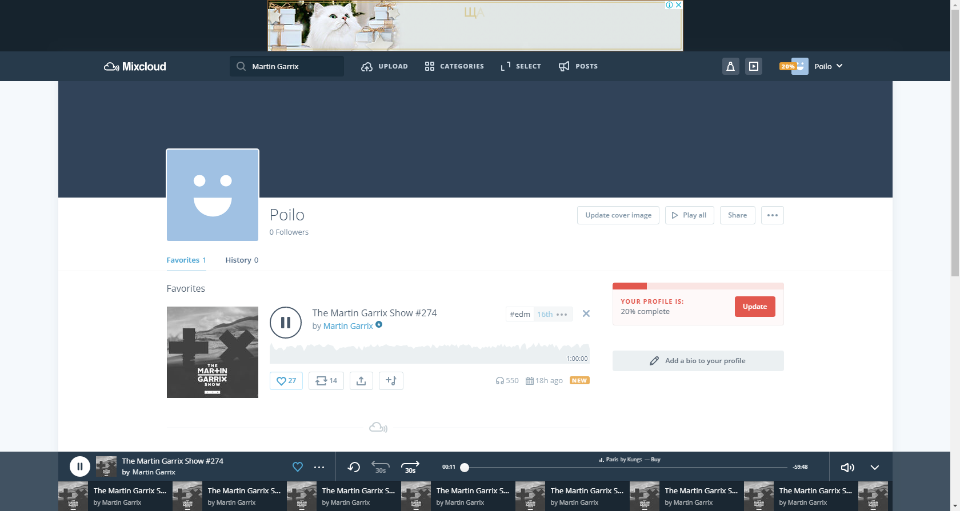 ЩА
Mixcloud
Martin Garrix
UPLOAD
CATEGORIES
SELECT
POSTS
20%
Poilo
Poilo
0 Followers
Update cover image
Play all
Share
Favorites 1
History 0
Favorites
THE
MARTIN
GARRIX
SHOW
The Martin Garrix Show #274
by Martin Garrix
#edm
16th
1:00:00
27
14
550
18h ago
NEW
YOUR PROFILE IS:
20% complete
Update
Add a bio to your profile
The Martin Garrix Show #274
by Martin Garrix
30s
30s
00:11
Paris by Kungs — Buy
-59:48
The Martin Garrix S...
by Martin Garrix
The Martin Garrix S...
by Martin Garrix
The Martin Garrix S...
by Martin Garrix
The Martin Garrix S...
by Martin Garrix
The Martin Garrix S...
by Martin Garrix
The Martin Garrix S...
by Martin Garrix
The Martin Garrix S...
by Martin Garrix